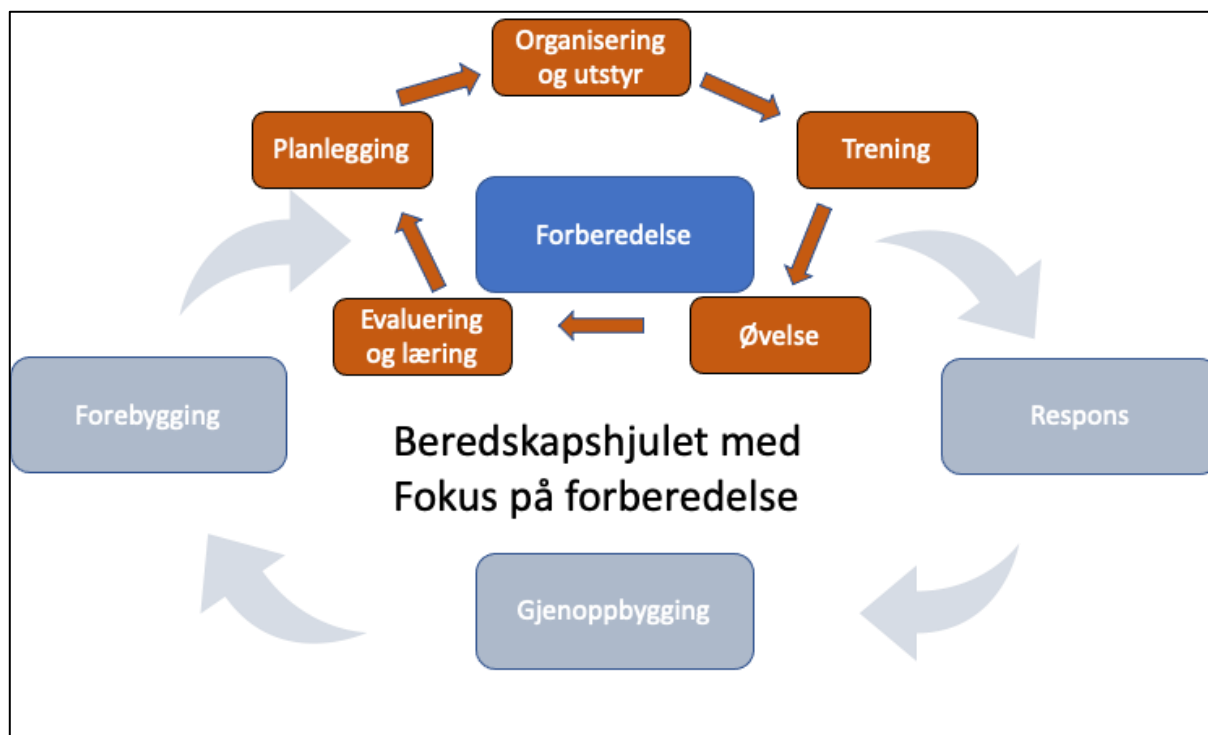 Organisering
og utstyr
Planlegging
Trening
Forberedelse
Evaluering
og læring
Øvelse
Forebygging
Respons
Beredskapshjulet med
Fokus på forberedelse
Gjenoppbygging